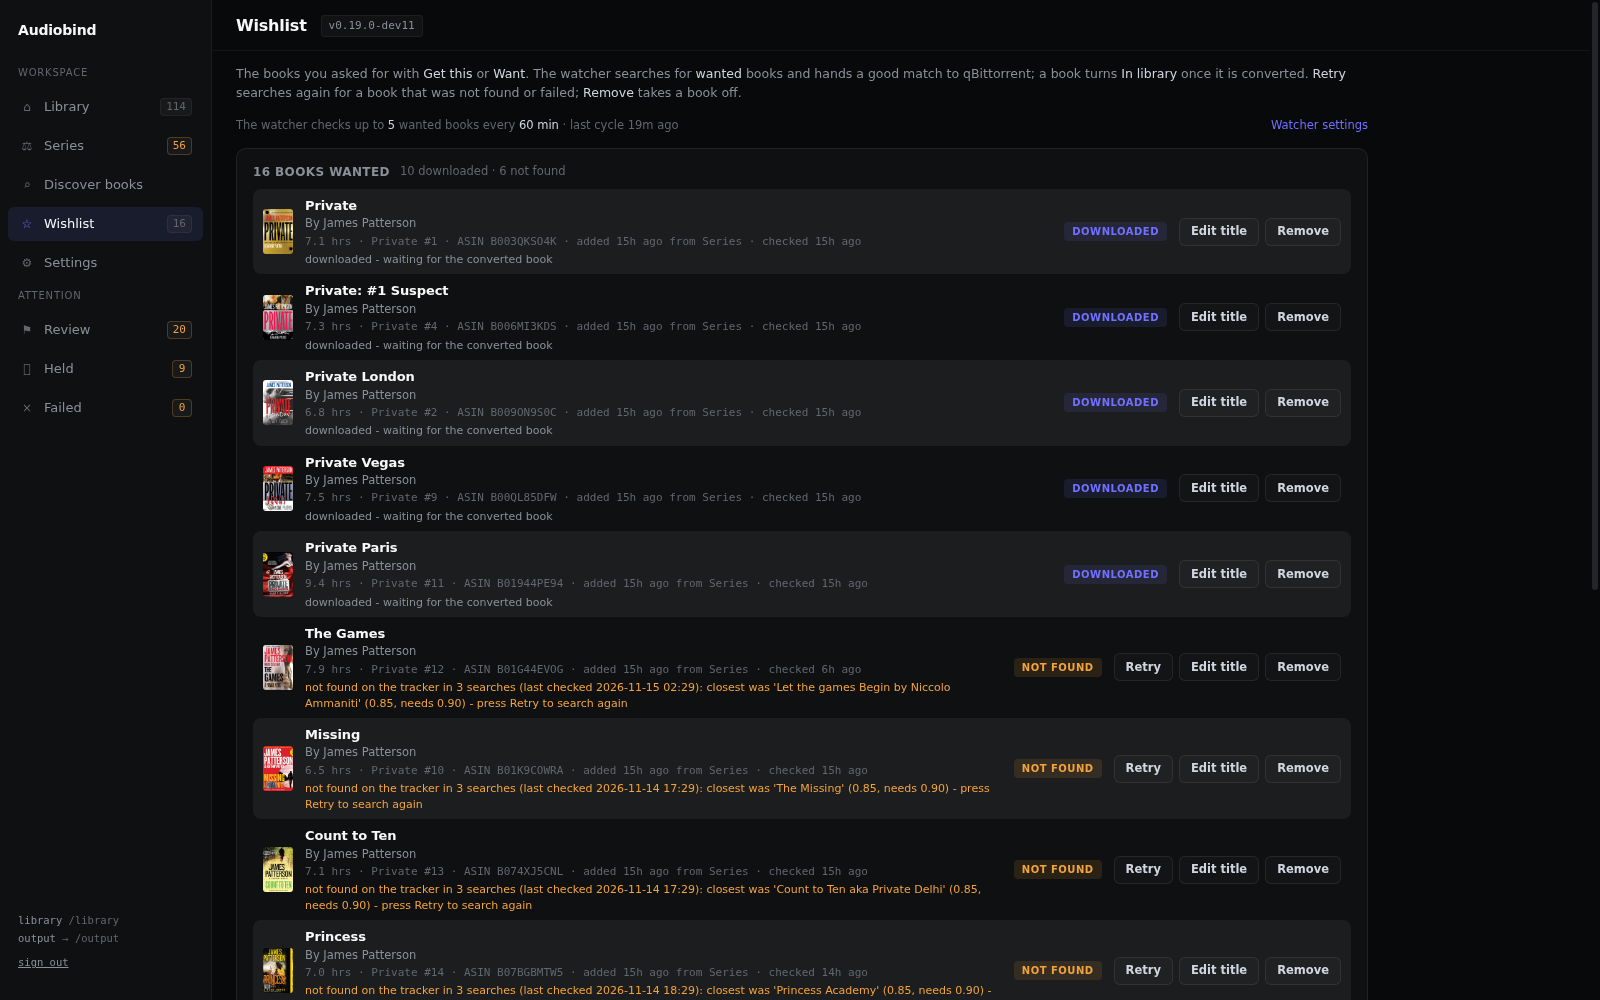 Audiobind
WORKSPACE
Library 114
Series 56
Discover books
Wishlist 16
Settings
ATTENTION
Review 20
Held 9
Failed 0
library /library
output → /output
sign out
Wishlist v0.19.0-dev11
The books you asked for with Get this or Want. The watcher searches for wanted books and hands a good match to qBittorrent; a book turns In library once it is converted. Retry
searches again for a book that was not found or failed; Remove takes a book off.
The watcher checks up to 5 wanted books every 60 min · last cycle 19m ago Watcher settings
16 BOOKS WANTED 10 downloaded · 6 not found
Private
By James Patterson
7.1 hrs · Private #1 · ASIN B003QKSO4K · added 15h ago from Series · checked 15h ago
downloaded - waiting for the converted book
DOWNLOADED Edit title Remove
Private: #1 Suspect
By James Patterson
7.3 hrs · Private #4 · ASIN B006MI3KDS · added 15h ago from Series · checked 15h ago
downloaded - waiting for the converted book
DOWNLOADED Edit title Remove
Private London
By James Patterson
6.8 hrs · Private #2 · ASIN B009ON9S0C · added 15h ago from Series · checked 15h ago
downloaded - waiting for the converted book
DOWNLOADED Edit title Remove
Private Vegas
By James Patterson
7.5 hrs · Private #9 · ASIN B00QL85DFW · added 15h ago from Series · checked 15h ago
downloaded - waiting for the converted book
DOWNLOADED Edit title Remove
Private Paris
By James Patterson
9.4 hrs · Private #11 · ASIN B01944PE94 · added 15h ago from Series · checked 15h ago
downloaded - waiting for the converted book
DOWNLOADED Edit title Remove
The Games
By James Patterson
7.9 hrs · Private #12 · ASIN B01G44EVOG · added 15h ago from Series · checked 6h ago
not found on the tracker in 3 searches (last checked 2026-11-15 02:29): closest was 'Let the games Begin by Niccolo
Ammaniti' (0.85, needs 0.90) - press Retry to search again
NOT FOUND Retry Edit title Remove
Missing
By James Patterson
6.5 hrs · Private #10 · ASIN B01K9COWRA · added 15h ago from Series · checked 15h ago
not found on the tracker in 3 searches (last checked 2026-11-14 17:29): closest was 'The Missing' (0.85, needs 0.90) - press
Retry to search again
NOT FOUND Retry Edit title Remove
Count to Ten
By James Patterson
7.1 hrs · Private #13 · ASIN B074XJ5CNL · added 15h ago from Series · checked 15h ago
not found on the tracker in 3 searches (last checked 2026-11-14 17:29): closest was 'Count to Ten aka Private Delhi' (0.85,
needs 0.90) - press Retry to search again
NOT FOUND Retry Edit title Remove
Princess
By James Patterson
7.0 hrs · Private #14 · ASIN B07BGBMTW5 · added 15h ago from Series · checked 14h ago
not found on the tracker in 3 searches (last checked 2026-11-14 18:29): closest was 'Princess Academy' (0.85, needs 0.90) -
NOT FOUND Retry Edit title Remove